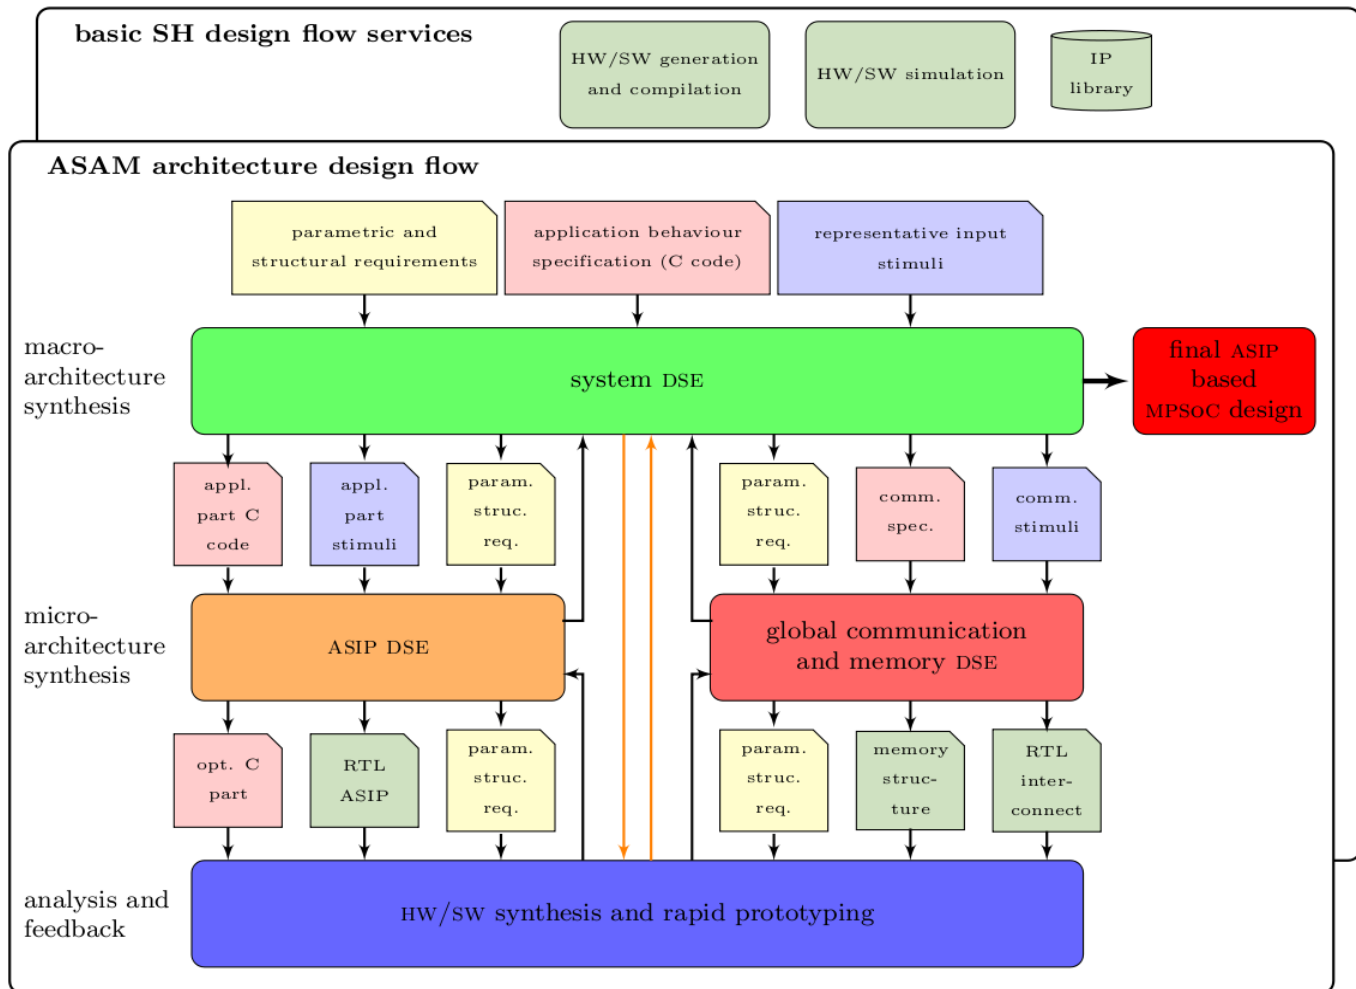 basic SH design flow services
HW/SW generation
and compilation
HW/SW simulation
IP
library
ASAM architecture design flow
parametric and
structural requirements
application behaviour
specification (C code)
representative input
stimuli
macro-
architecture
synthesis
system DSE
final ASIP
based
MPSoC design
appl.
part C
code
appl.
part
stimuli
param.
struc.
req.
param.
struc.
req.
comm.
spec.
comm.
stimuli
micro-
architecture
synthesis
ASIP DSE
global communication
and memory DSE
opt. C
part
RTL
ASIP
param.
struc.
req.
param.
struc.
req.
memory
struc-
ture
RTL
inter-
connect
analysis and
feedback
HW/SW synthesis and rapid prototyping